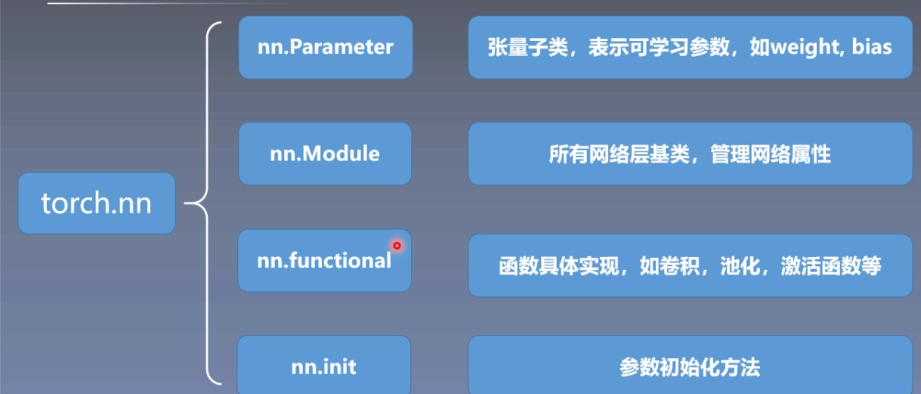 nn.Parameter
张量子类，表示可学习参数，如weight, bias
nn.Module
所有网络层基类，管理网络属性
torch.nn
nn.functional
函数具体实现，如卷积，池化，激活函数等
nn.init
参数初始化方法